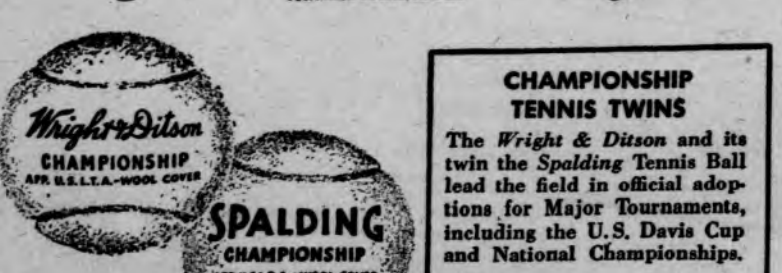 Wright & Ditson
CHAMPIONSHIP
APP. U.S.L.T.A.-WOOL COVER
SPALDING
CHAMPIONSHIP
CHAMPIONSHIP
TENNIS TWINS
The Wright & Ditson and its
twin the Spalding Tennis Ball
lead the field in official adop-
tions for Major Tournaments,
including the U.S. Davis Cup
and National Championships.